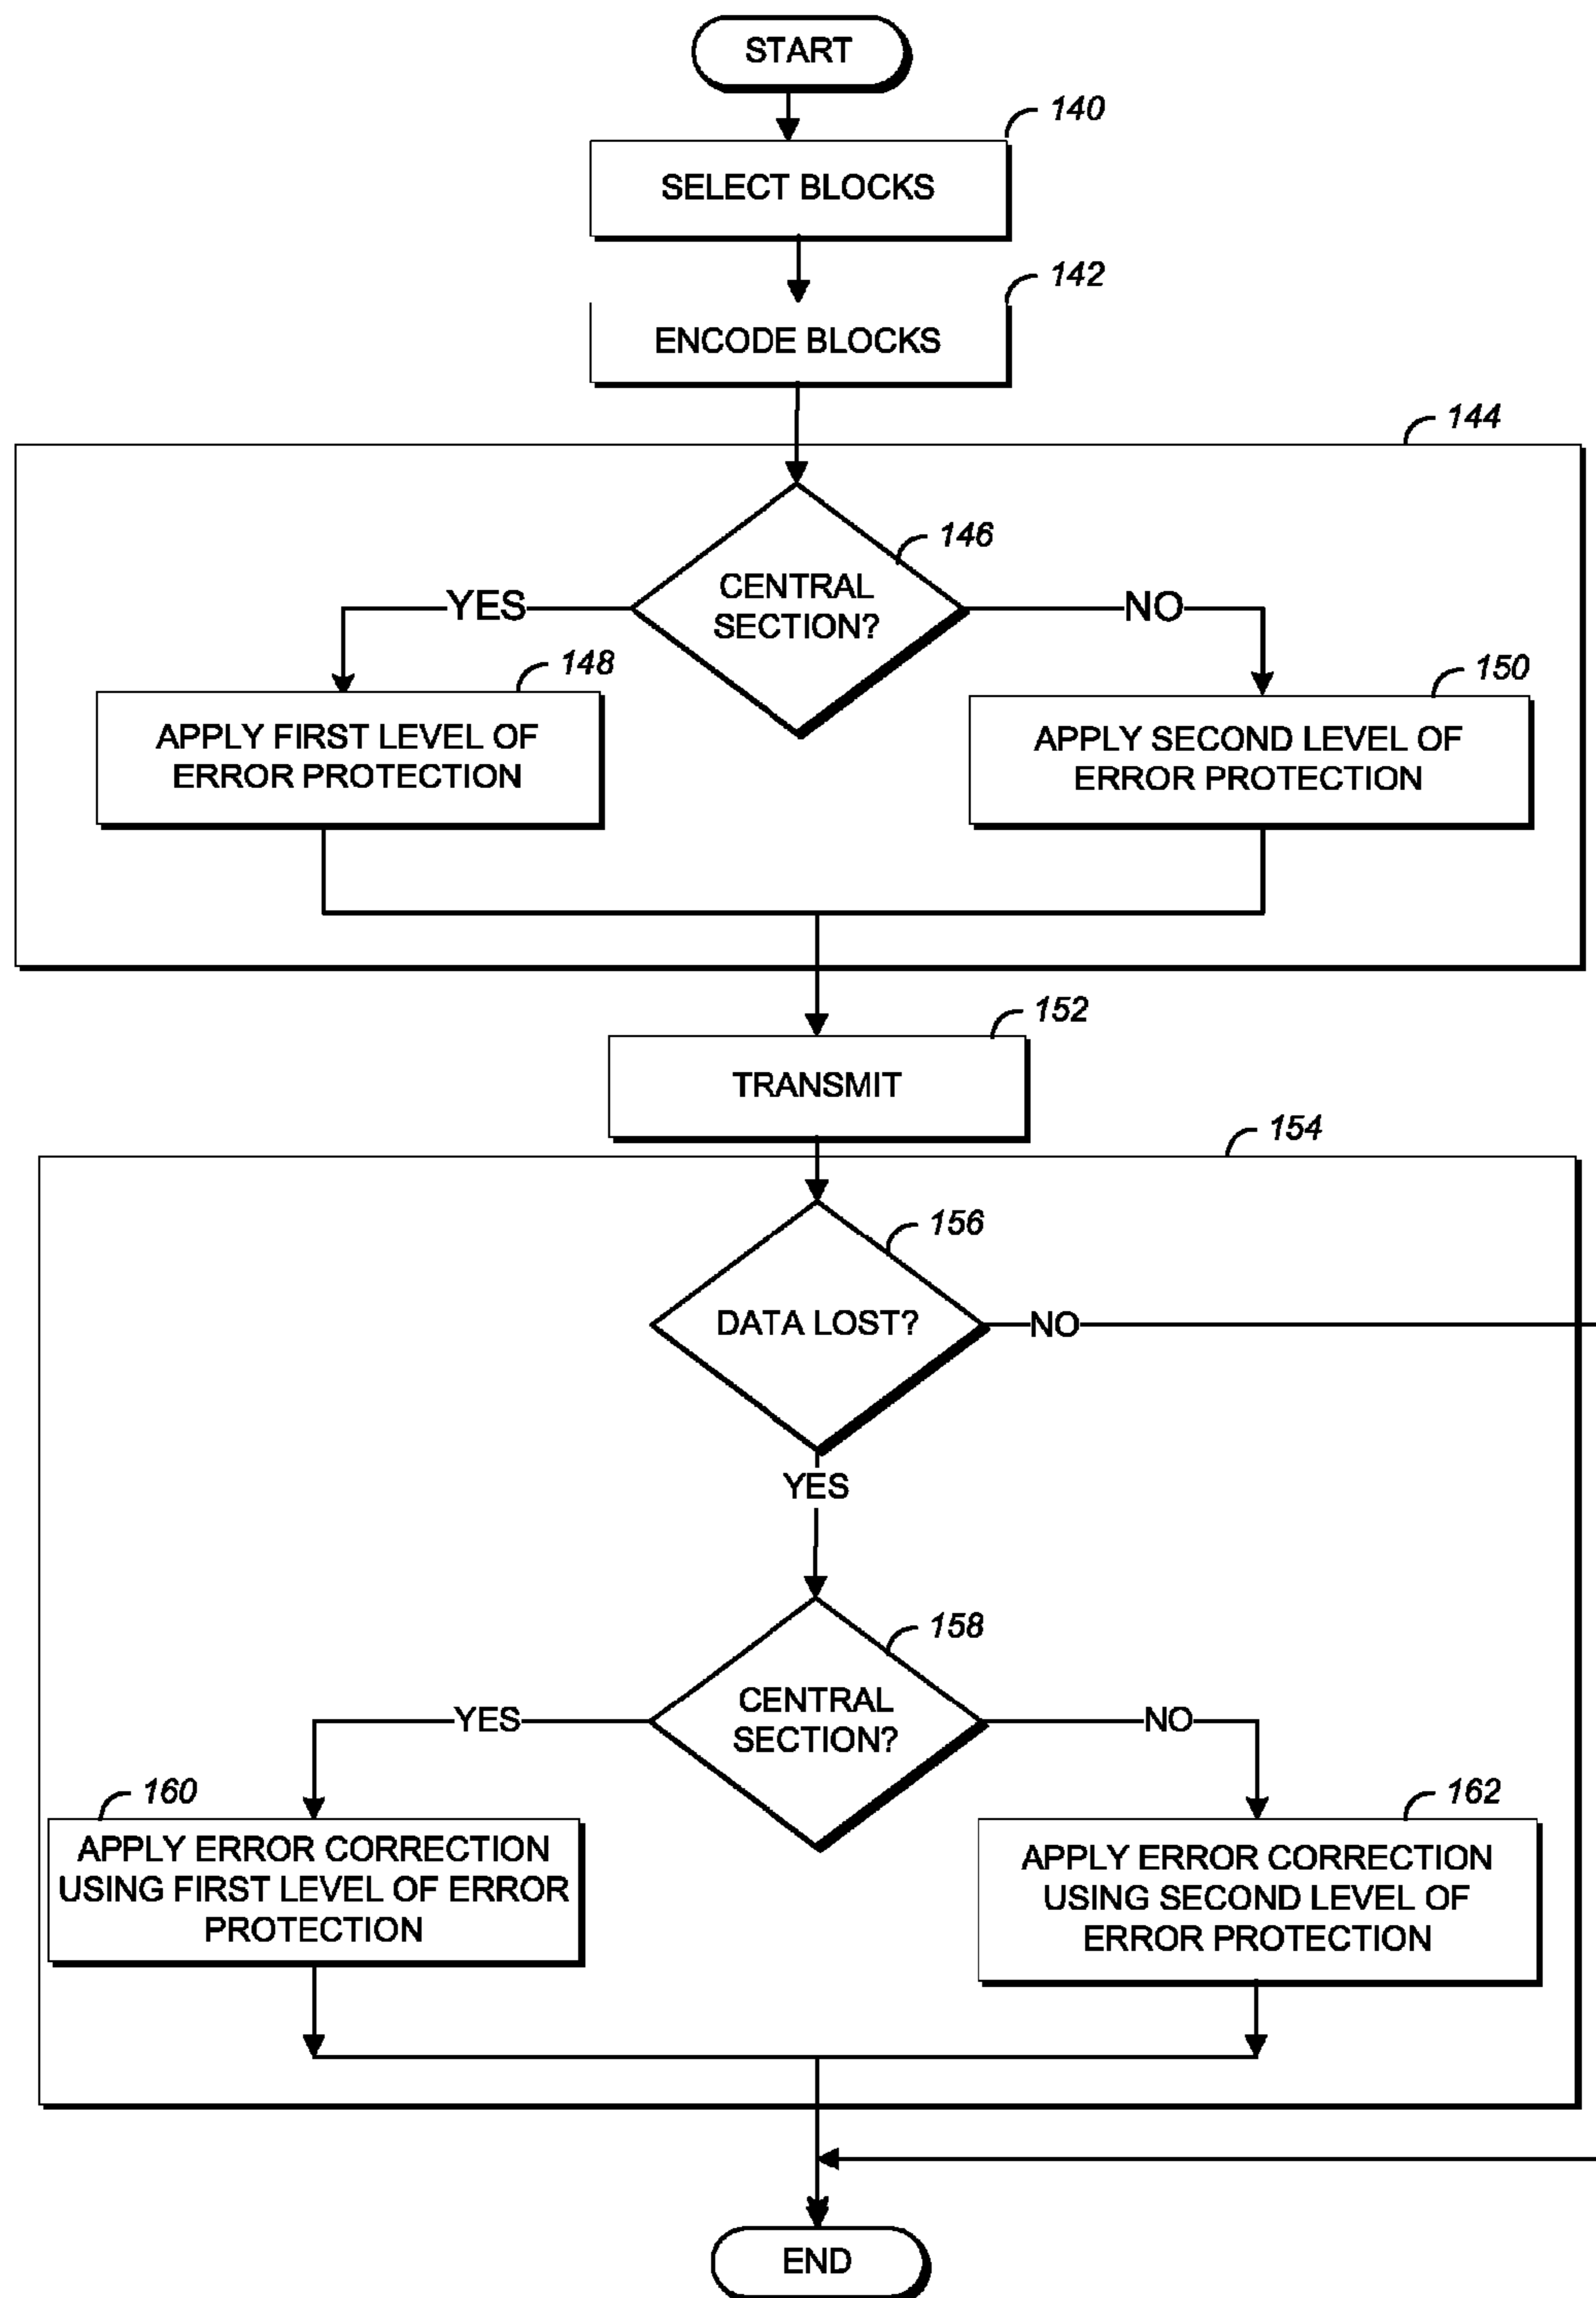 START
140
SELECT BLOCKS
142
ENCODE BLOCKS
144
146
CENTRAL
SECTION?
YES
NO
148
150
APPLY FIRST LEVEL OF
ERROR PROTECTION
APPLY SECOND LEVEL OF
ERROR PROTECTION
152
TRANSMIT
154
156
DATA LOST?
NO
YES
158
CENTRAL
SECTION?
YES
NO
160
162
APPLY ERROR CORRECTION
USING FIRST LEVEL OF ERROR
PROTECTION
APPLY ERROR CORRECTION
USING SECOND LEVEL OF
ERROR PROTECTION
END